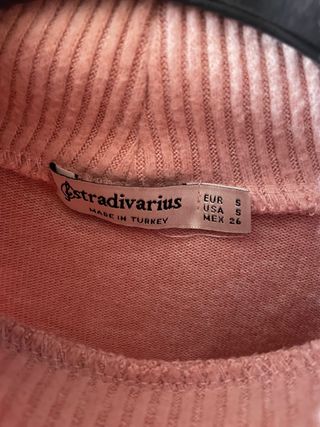 stradivarius
MADE IN TURKEY
EUR S
USA S
MEX 26